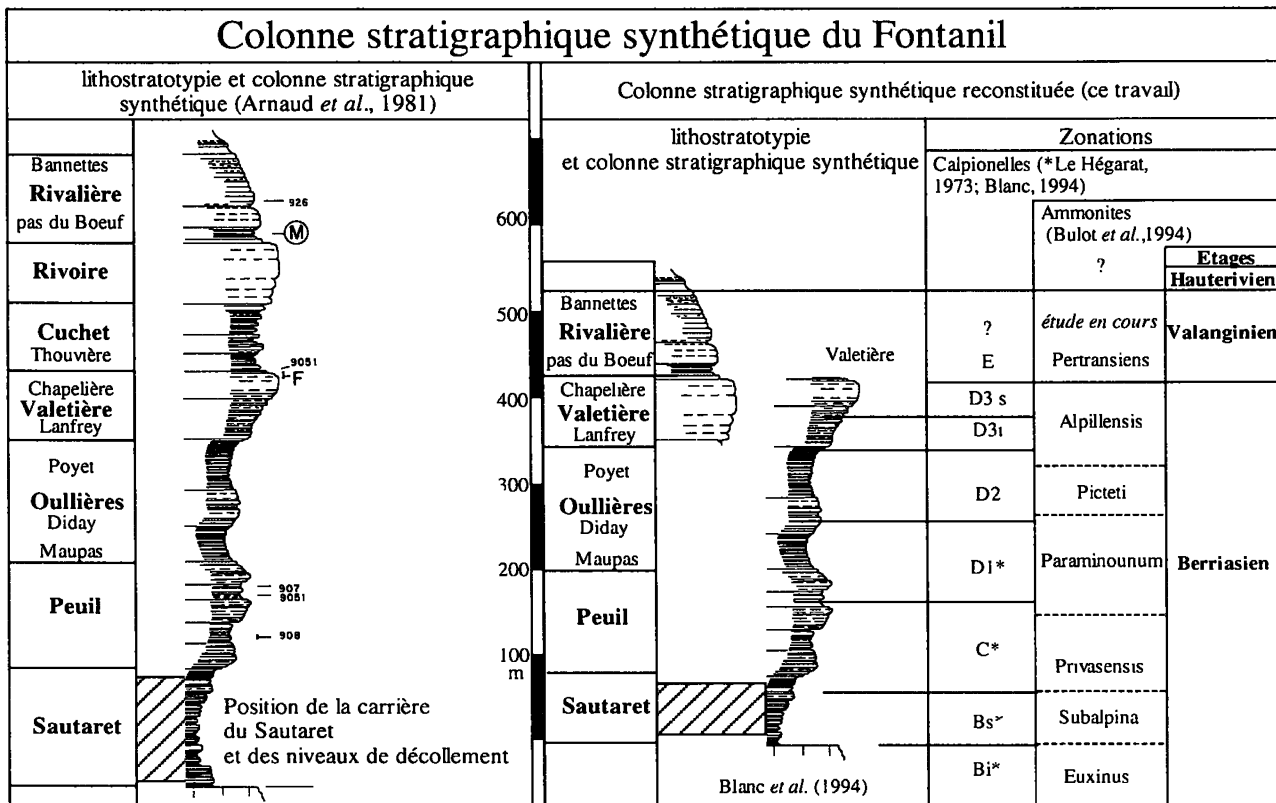 Colonne stratigraphique synthétique du Fontanil
lithostratotypie et colonne stratigraphique
synthétique (Arnaud et al., 1981)
Bannettes
Rivalière
pas du Boeuf
Rivoire
Cuchet
Thouvière
Chapelière
Valetière
Lanfrey
Poyet
Oullières
Diday
Maupas
Peuil
Sautaret
926
M
9051
F
907
9051
908
Position de la carrière
du Sautaret
et des niveaux de décollement
600
500
400
300
200
100
m
Colonne stratigraphique synthétique reconstituée (ce travail)
lithostratotypie
et colonne stratigraphique synthétique
Bannettes
Rivalière
pas du Boeuf
Chapelière
Valetière
Lanfrey
Poyet
Oullières
Diday
Maupas
Peuil
Sautaret
Valetière
Blanc et al. (1994)
Zonations
Calpionelles (*Le Hégarat,
1973; Blanc, 1994)
?
E
D3 s
D3i
D2
D1*
C*
Bs*
Bi*
Ammonites
(Bulot et al.,1994)
?
étude en cours
Pertransiens
Alpillensis
Picteti
Paraminounum
Privasensis
Subalpina
Euxinus
Etages
Hauterivien
Valanginien
Berriasien